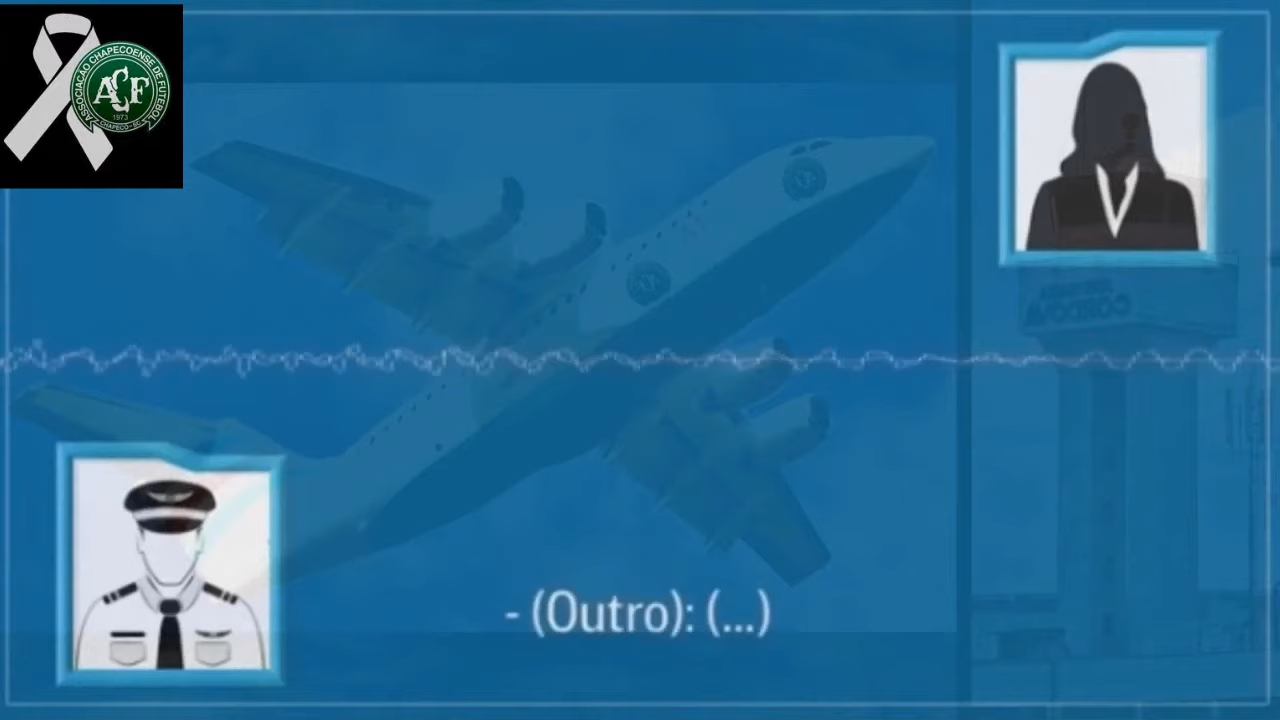 ASSOCIAÇÃO CHAPECOENSE DE FUTEBOL
ACF
1973
CHAPECÓ - SC
- (Outro): (...)